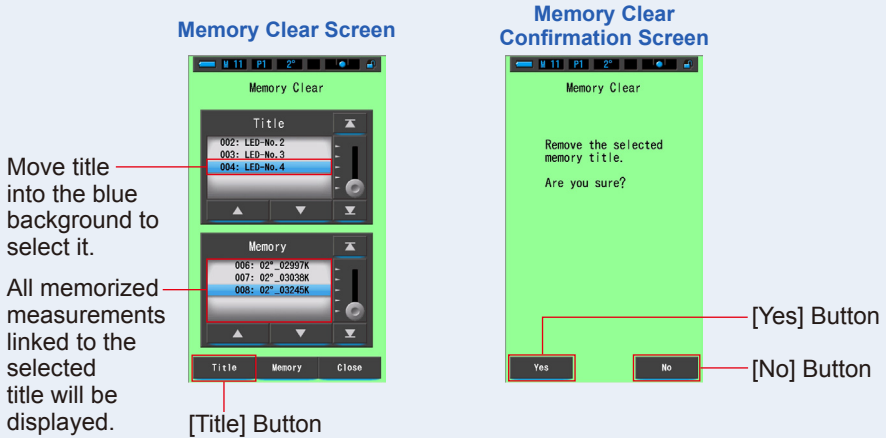 Memory Clear Screen
M 11 P1 2°
Memory Clear
Title
002: LED-No.2
003: LED-No.3
004: LED-No.4
Memory
006: 02°_02997K
007: 02°_03038K
008: 02°_03245K
Title Memory Close
Move title
into the blue
background to
select it.
All memorized
measurements
linked to the
selected
title will be
displayed.
[Title] Button
Memory Clear
Confirmation Screen
M 11 P1 2°
Memory Clear
Remove the selected
memory title.
Are you sure?
Yes No
[Yes] Button
[No] Button